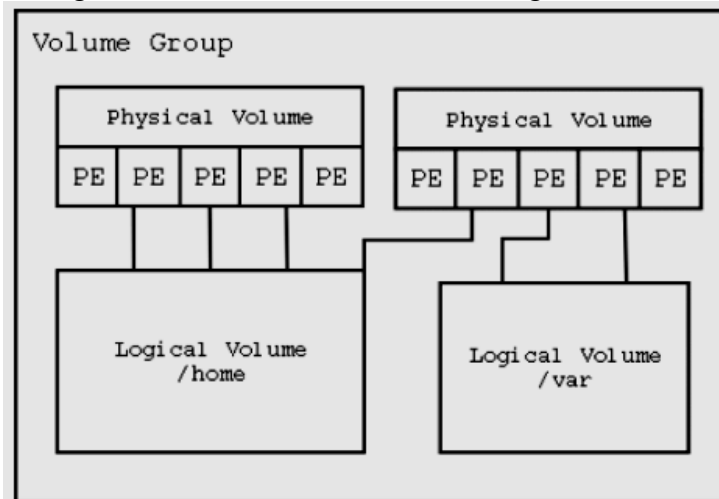 Volume Group
Physical Volume
PE PE PE PE PE
Physical Volume
PE PE PE PE PE
Logical Volume
/home
Logical Volume
/var